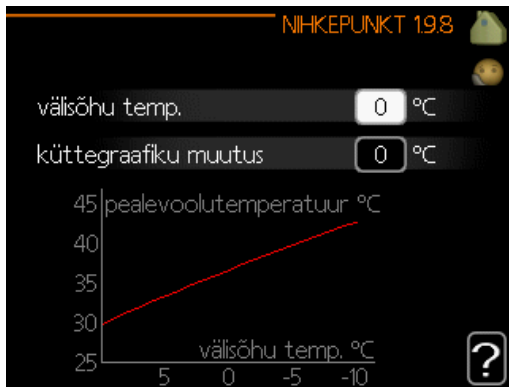 NIHKEPUNKT 1.9.8
välisõhu temp. 0 °C
küttegraafiku muutus 0 °C
45 pealevoolutemperatuur °C
40
35
30
välisõhu temp. °C
25
5 0 -5 -10
?